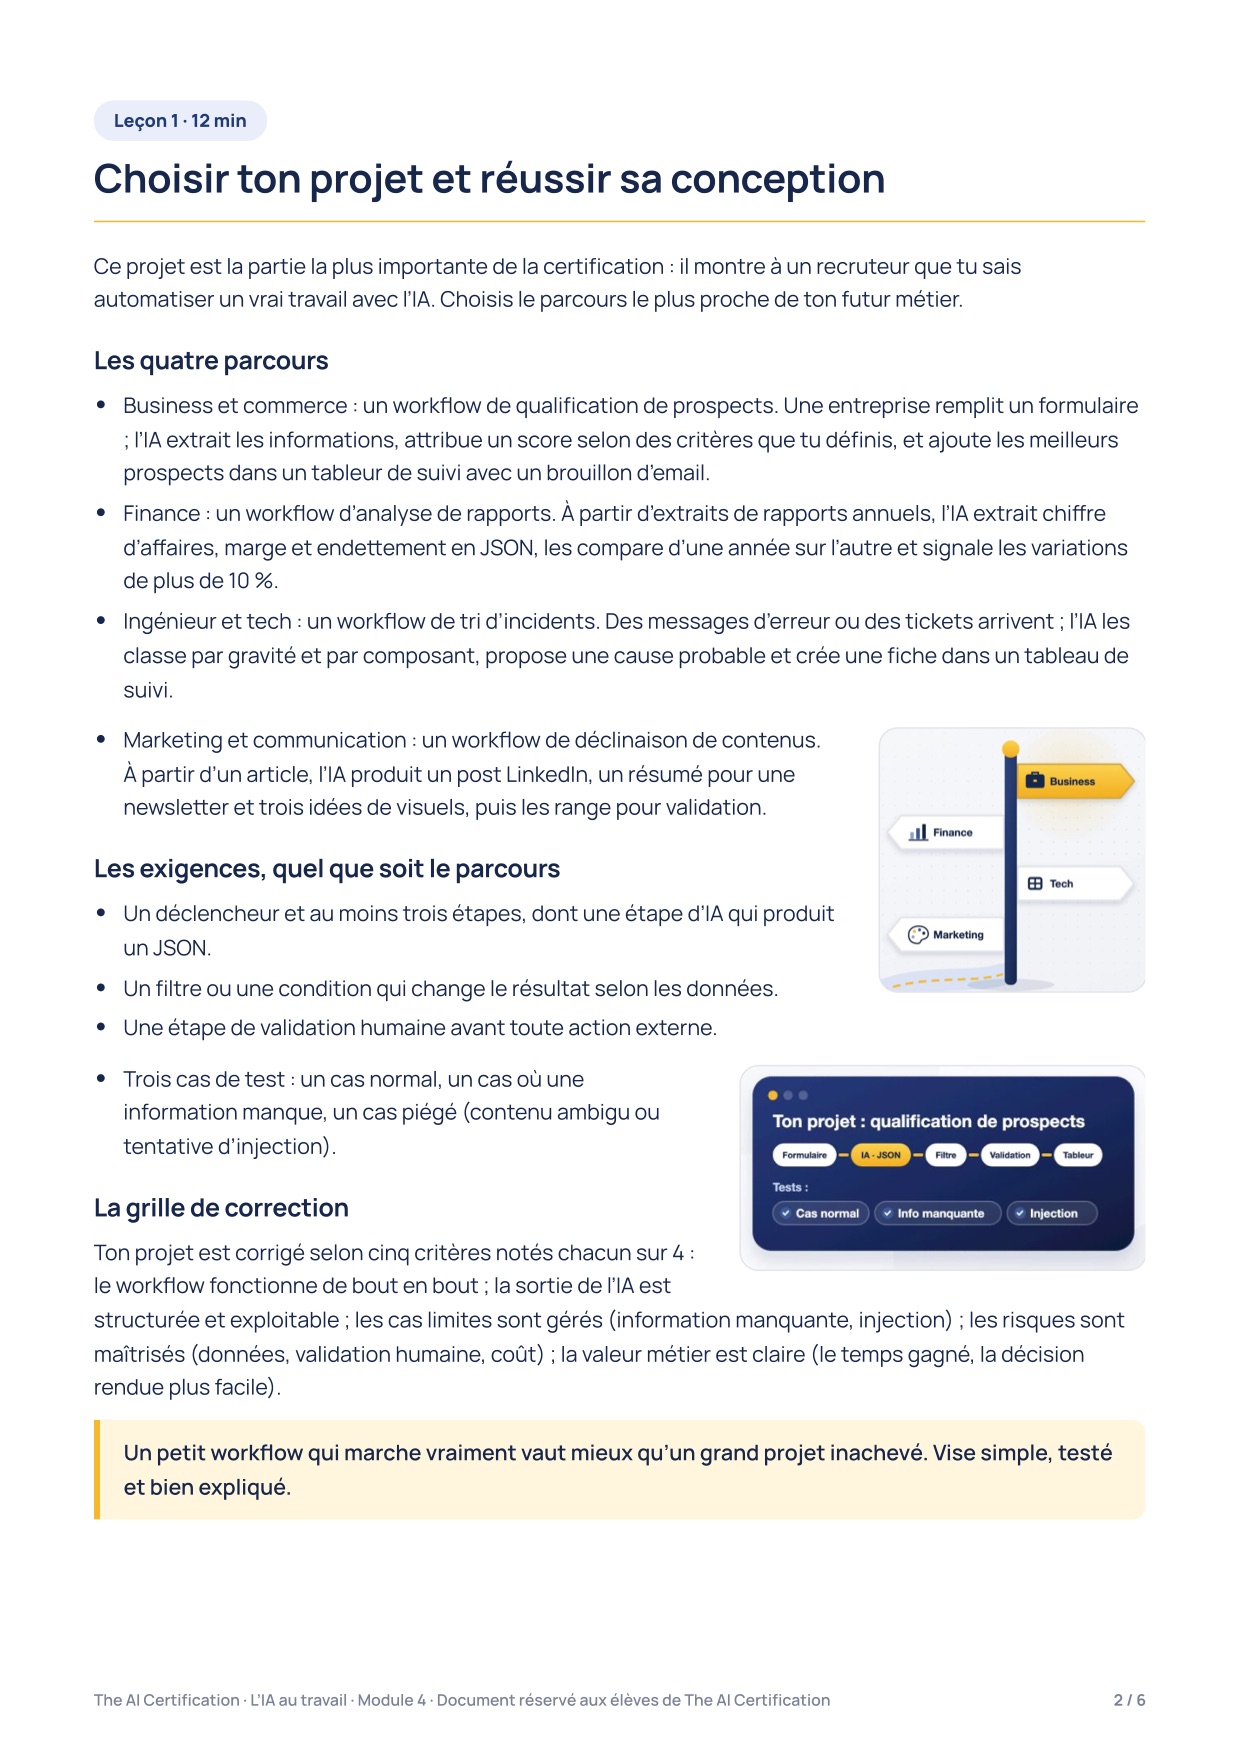 Leçon 1 · 12 min
Choisir ton projet et réussir sa conception
Ce projet est la partie la plus importante de la certification : il montre à un recruteur que tu sais
automatiser un vrai travail avec l’IA. Choisis le parcours le plus proche de ton futur métier.
Les quatre parcours
• Business et commerce : un workflow de qualification de prospects. Une entreprise remplit un formulaire
; l’IA extrait les informations, attribue un score selon des critères que tu définis, et ajoute les meilleurs
prospects dans un tableur de suivi avec un brouillon d’email.
• Finance : un workflow d’analyse de rapports. À partir d’extraits de rapports annuels, l’IA extrait chiffre
d’affaires, marge et endettement en JSON, les compare d’une année sur l’autre et signale les variations
de plus de 10 %.
• Ingénieur et tech : un workflow de tri d’incidents. Des messages d’erreur ou des tickets arrivent ; l’IA les
classe par gravité et par composant, propose une cause probable et crée une fiche dans un tableau de
suivi.
• Marketing et communication : un workflow de déclinaison de contenus.
À partir d’un article, l’IA produit un post LinkedIn, un résumé pour une
newsletter et trois idées de visuels, puis les range pour validation.
Business
Finance
Tech
Marketing
Les exigences, quel que soit le parcours
• Un déclencheur et au moins trois étapes, dont une étape d’IA qui produit
un JSON.
• Un filtre ou une condition qui change le résultat selon les données.
• Une étape de validation humaine avant toute action externe.
• Trois cas de test : un cas normal, un cas où une
information manque, un cas piégé (contenu ambigu ou
tentative d’injection).
Ton projet : qualification de prospects
Formulaire IA · JSON Filtre Validation Tableur
Tests :
Cas normal Info manquante Injection
La grille de correction
Ton projet est corrigé selon cinq critères notés chacun sur 4 :
le workflow fonctionne de bout en bout ; la sortie de l’IA est
structurée et exploitable ; les cas limites sont gérés (information manquante, injection) ; les risques sont
maîtrisés (données, validation humaine, coût) ; la valeur métier est claire (le temps gagné, la décision
rendue plus facile).
Un petit workflow qui marche vraiment vaut mieux qu’un grand projet inachevé. Vise simple, testé
et bien expliqué.
The AI Certification · L’IA au travail · Module 4 · Document réservé aux élèves de The AI Certification
2 / 6